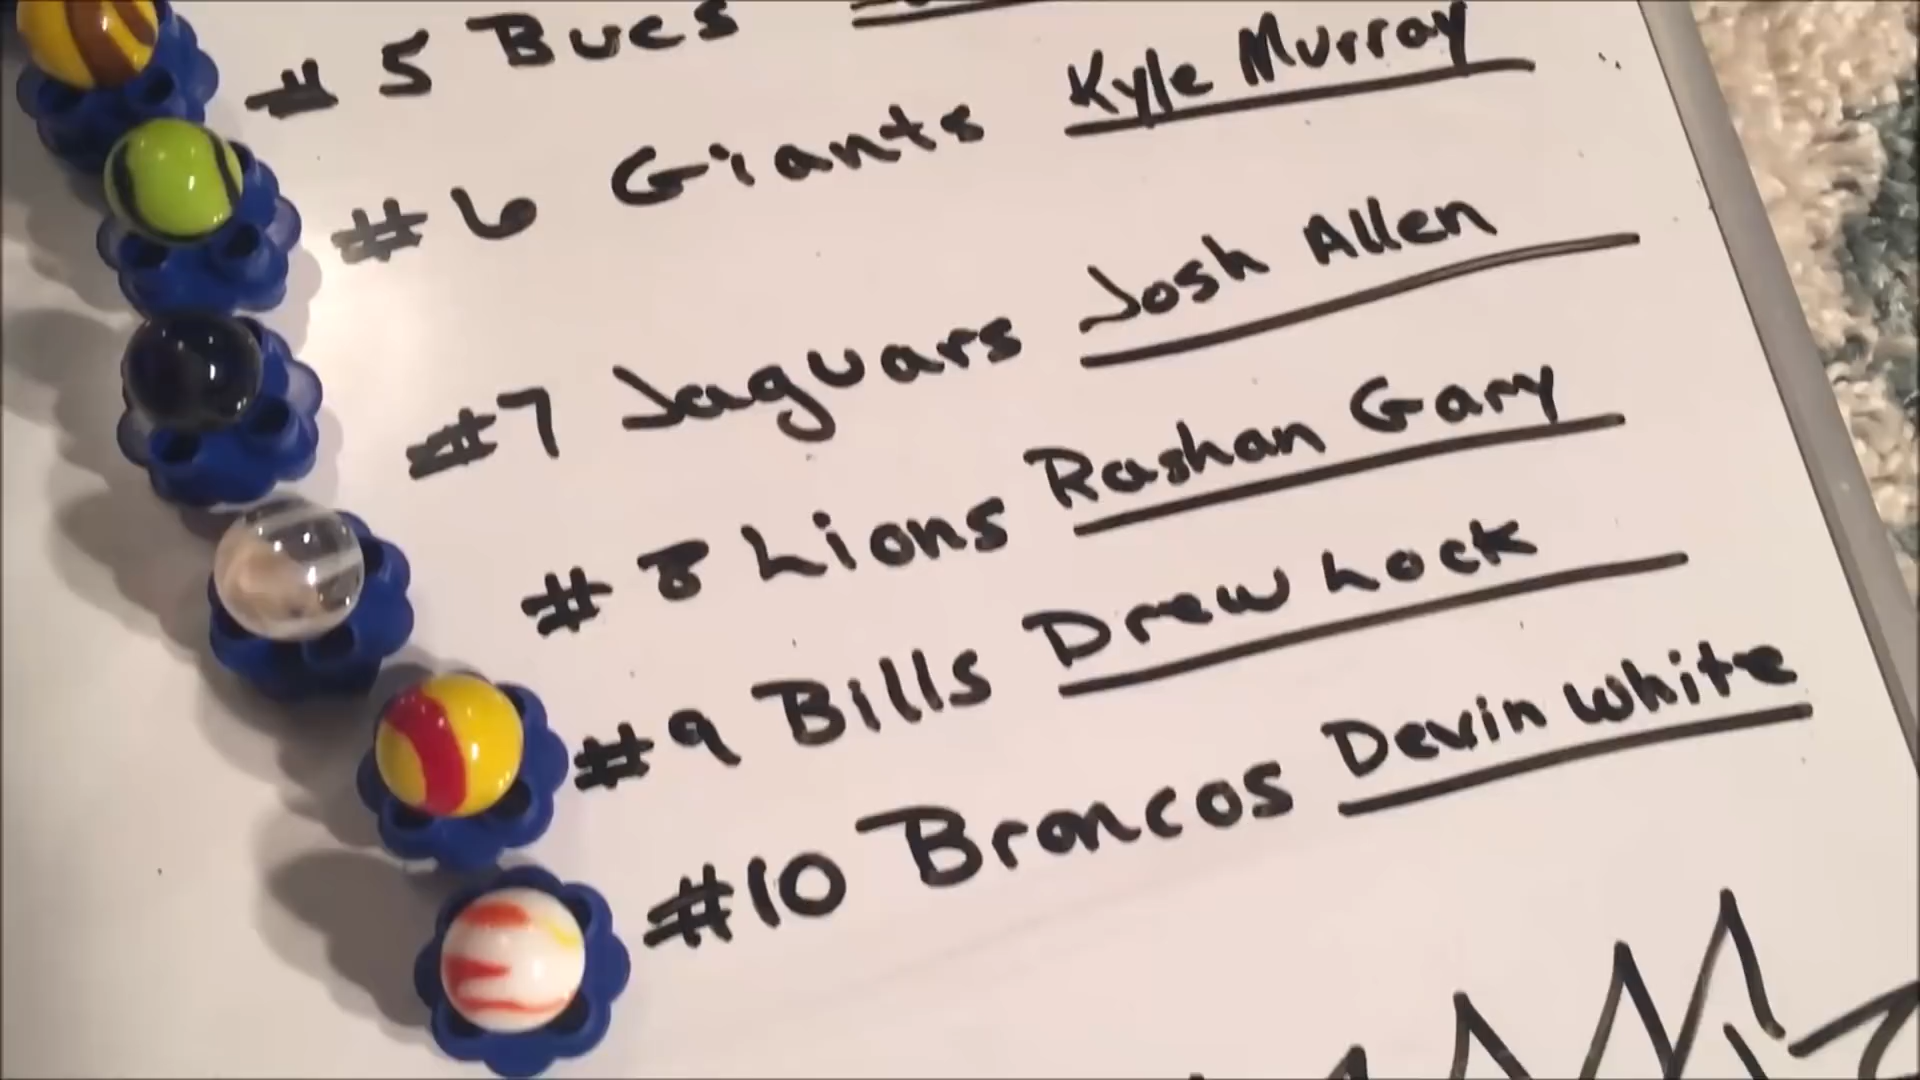 # 5 Bucs
# 6 Giants Kyle Murray
#7 Jaguars Josh Allen
# 8 Lions Rashan Gary
#9 Bills Drew Lock
#10 Broncos Devin White